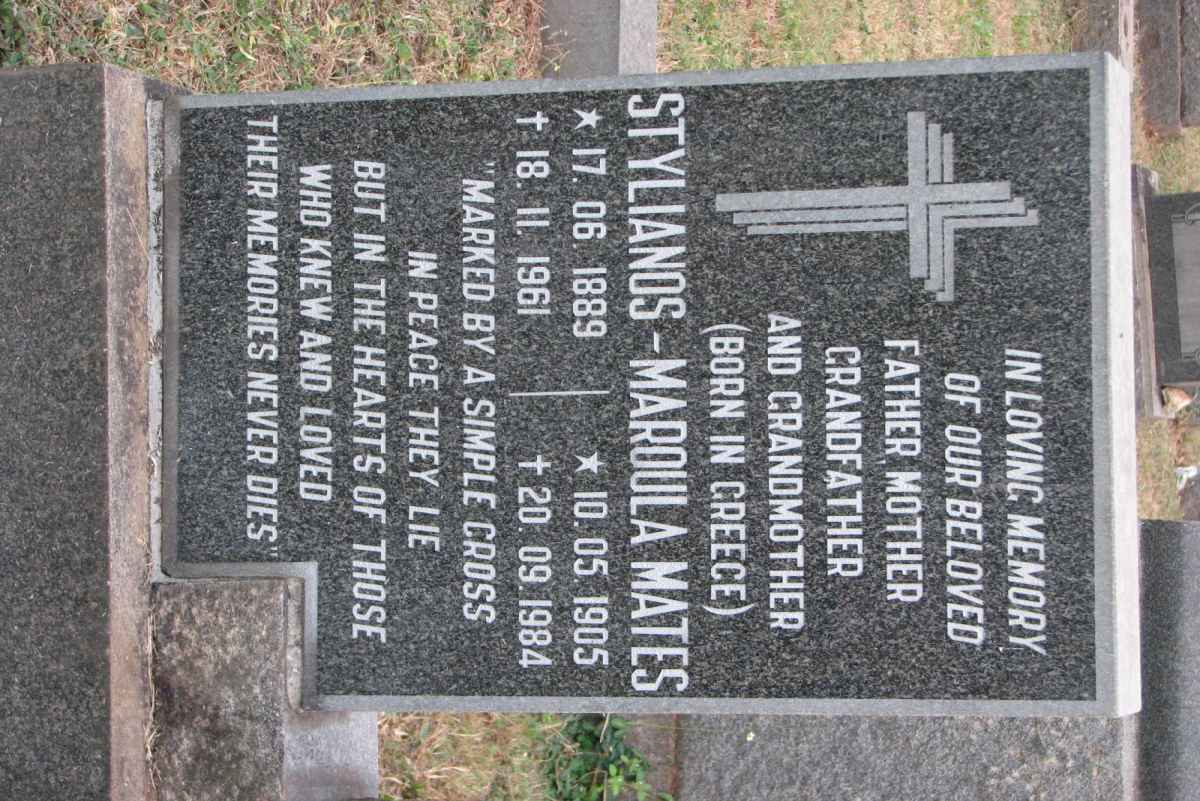 IN LOVING MEMORY
OF OUR BELOVED
FATHER MOTHER
GRANDFATHER
AND GRANDMOTHER
(BORN IN GREECE)
STYLIANOS - MAROULA MATES
★ 17. 06 1889 ★ 10. 05 1905
✝ 18. 11. 1961 ✝ 20. 09. 1984
"MARKED BY A SIMPLE CROSS
IN PEACE THEY LIE
BUT IN THE HEARTS OF THOSE
WHO KNEW AND LOVED
THEIR MEMORIES NEVER DIES"